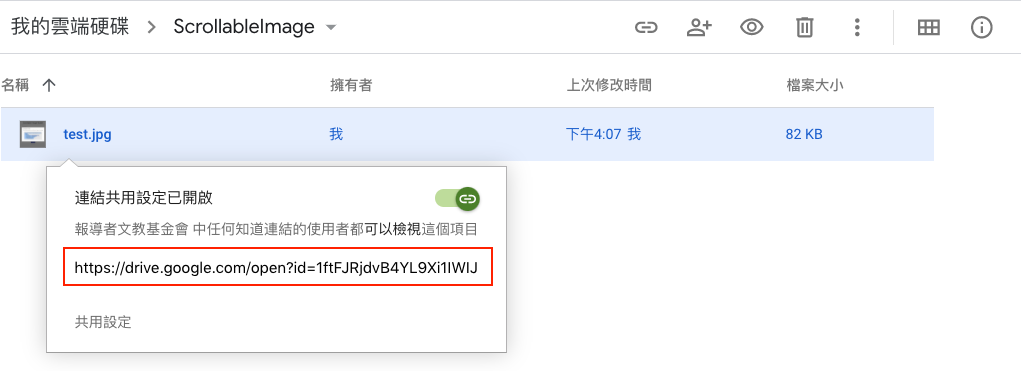 我的雲端硬碟 > ScrollableImage
名稱 ↑ 擁有者 上次修改時間 檔案大小
test.jpg 我 下午4:07 我 82 KB
連結共用設定已開啟
報導者文教基金會 中任何知道連結的使用者都可以檢視這個項目
https://drive.google.com/open?id=1ftFJRjdvB4YL9Xi1IWIJ
共用設定